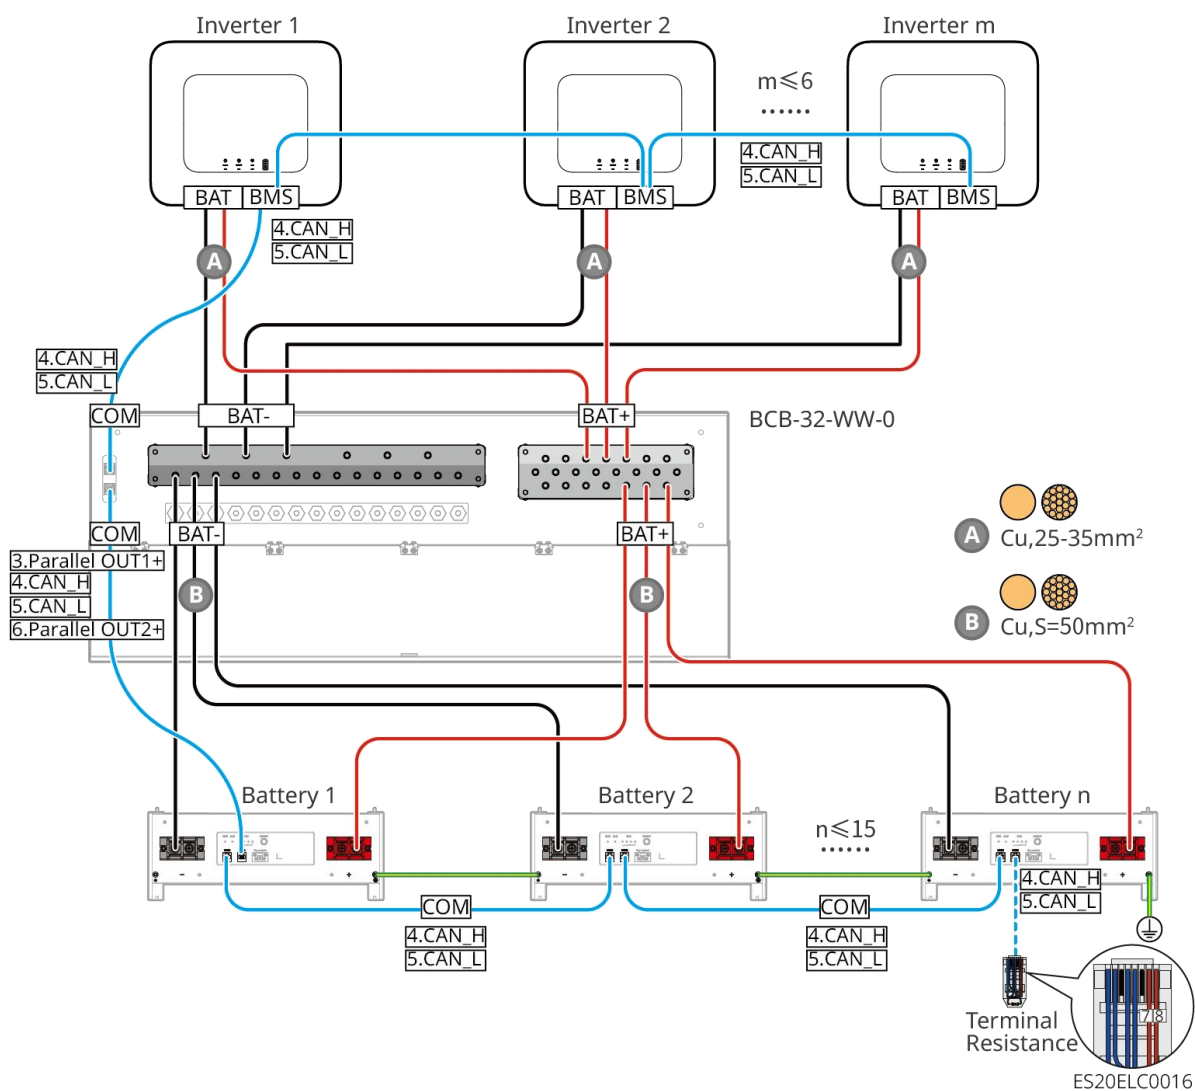 Inverter 1
Inverter 2
Inverter m
m≤6
......
4.CAN_H
5.CAN_L
BAT
BMS
BAT
BMS
BAT
BMS
4.CAN_H
5.CAN_L
A
A
A
4.CAN_H
5.CAN_L
COM
BAT-
BAT+
BCB-32-WW-0
COM
BAT-
BAT+
A
Cu,25-35mm²
3.Parallel OUT1+
4.CAN_H
5.CAN_L
6.Parallel OUT2+
B
B
B
Cu,S=50mm²
Battery 1
Battery 2
Battery n
n≤15
......
-
+
-
+
-
+
4.CAN_H
5.CAN_L
COM
4.CAN_H
5.CAN_L
COM
4.CAN_H
5.CAN_L
Terminal
Resistance
7 8
ES20ELC0016